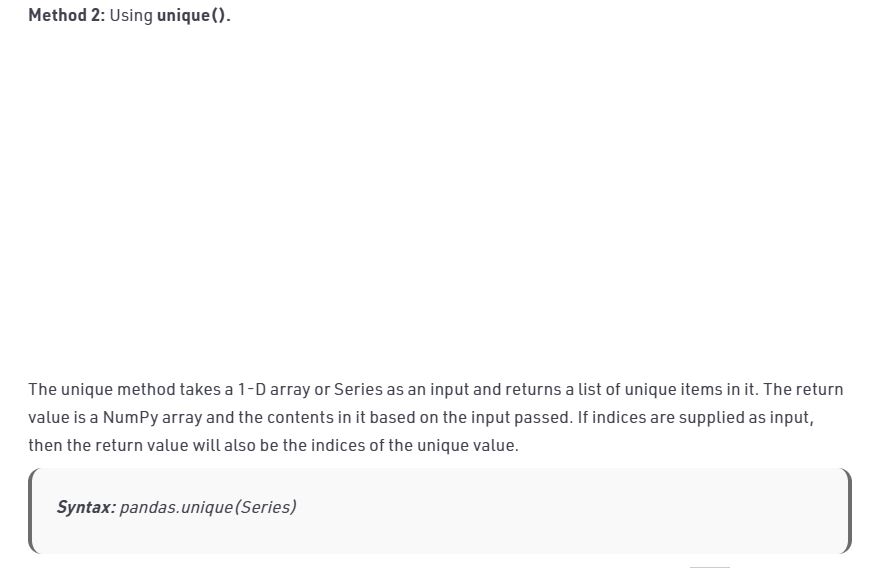 Method 2: Using unique().
The unique method takes a 1-D array or Series as an input and returns a list of unique items in it. The return
value is a NumPy array and the contents in it based on the input passed. If indices are supplied as input,
then the return value will also be the indices of the unique value.
Syntax: pandas.unique(Series)